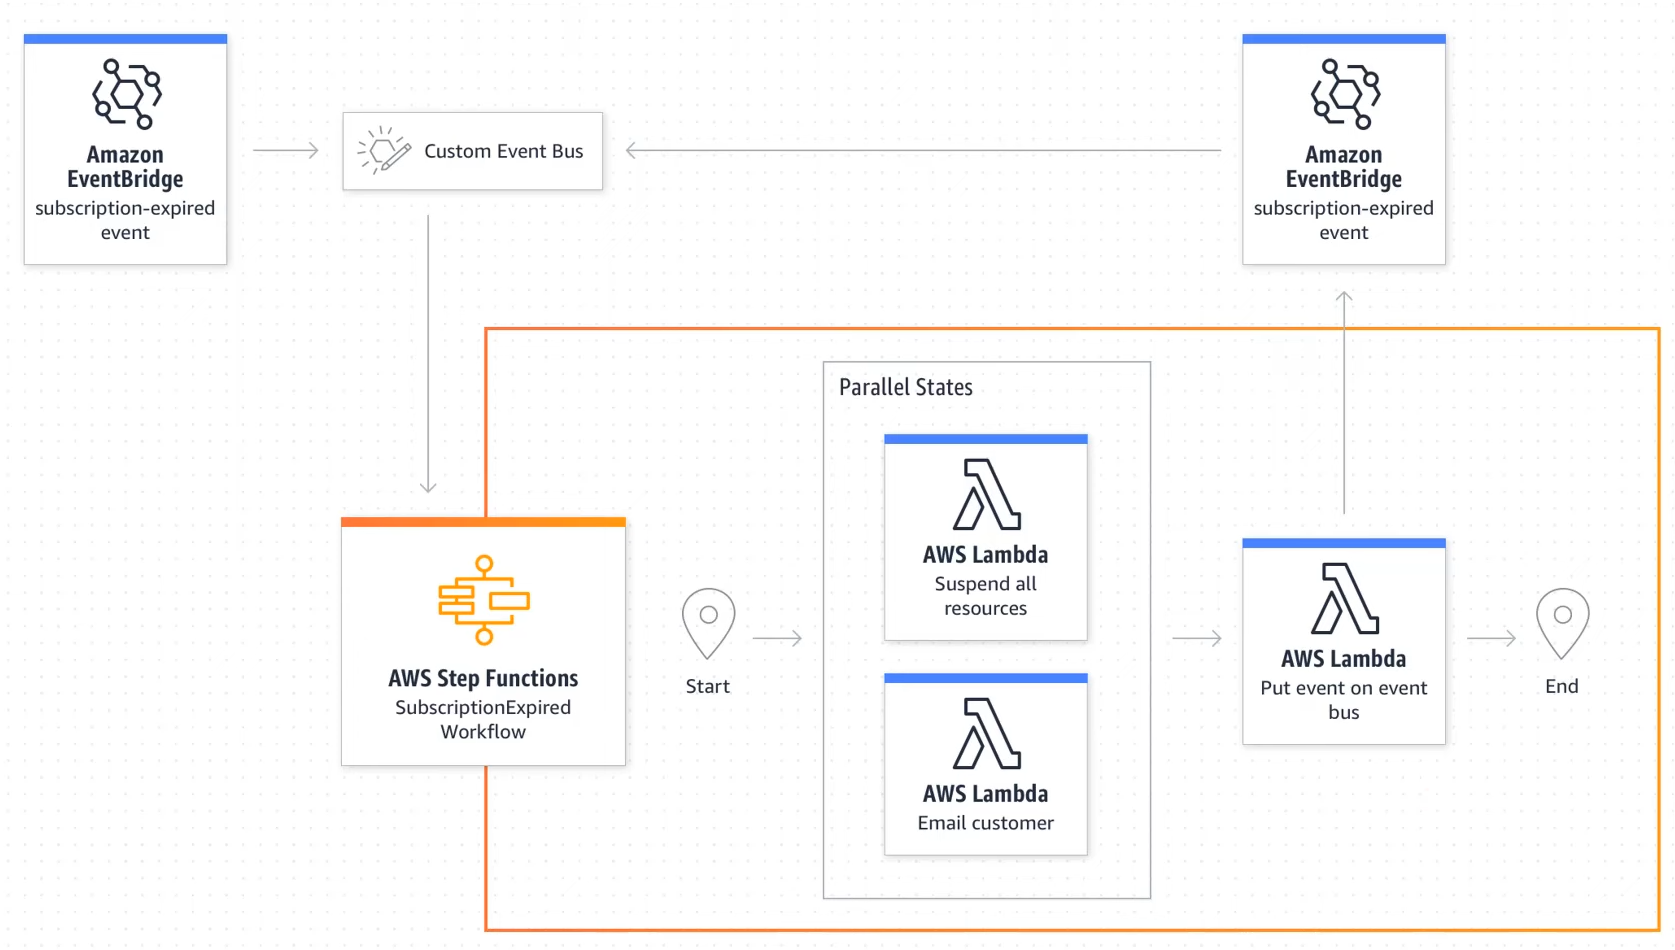 Amazon
EventBridge
subscription-expired
event
Custom Event Bus
Amazon
EventBridge
subscription-expired
event
Parallel States
AWS Lambda
Suspend all
resources
AWS Step Functions
SubscriptionExpired
Workflow
Start
AWS Lambda
Email customer
AWS Lambda
Put event on event
bus
End